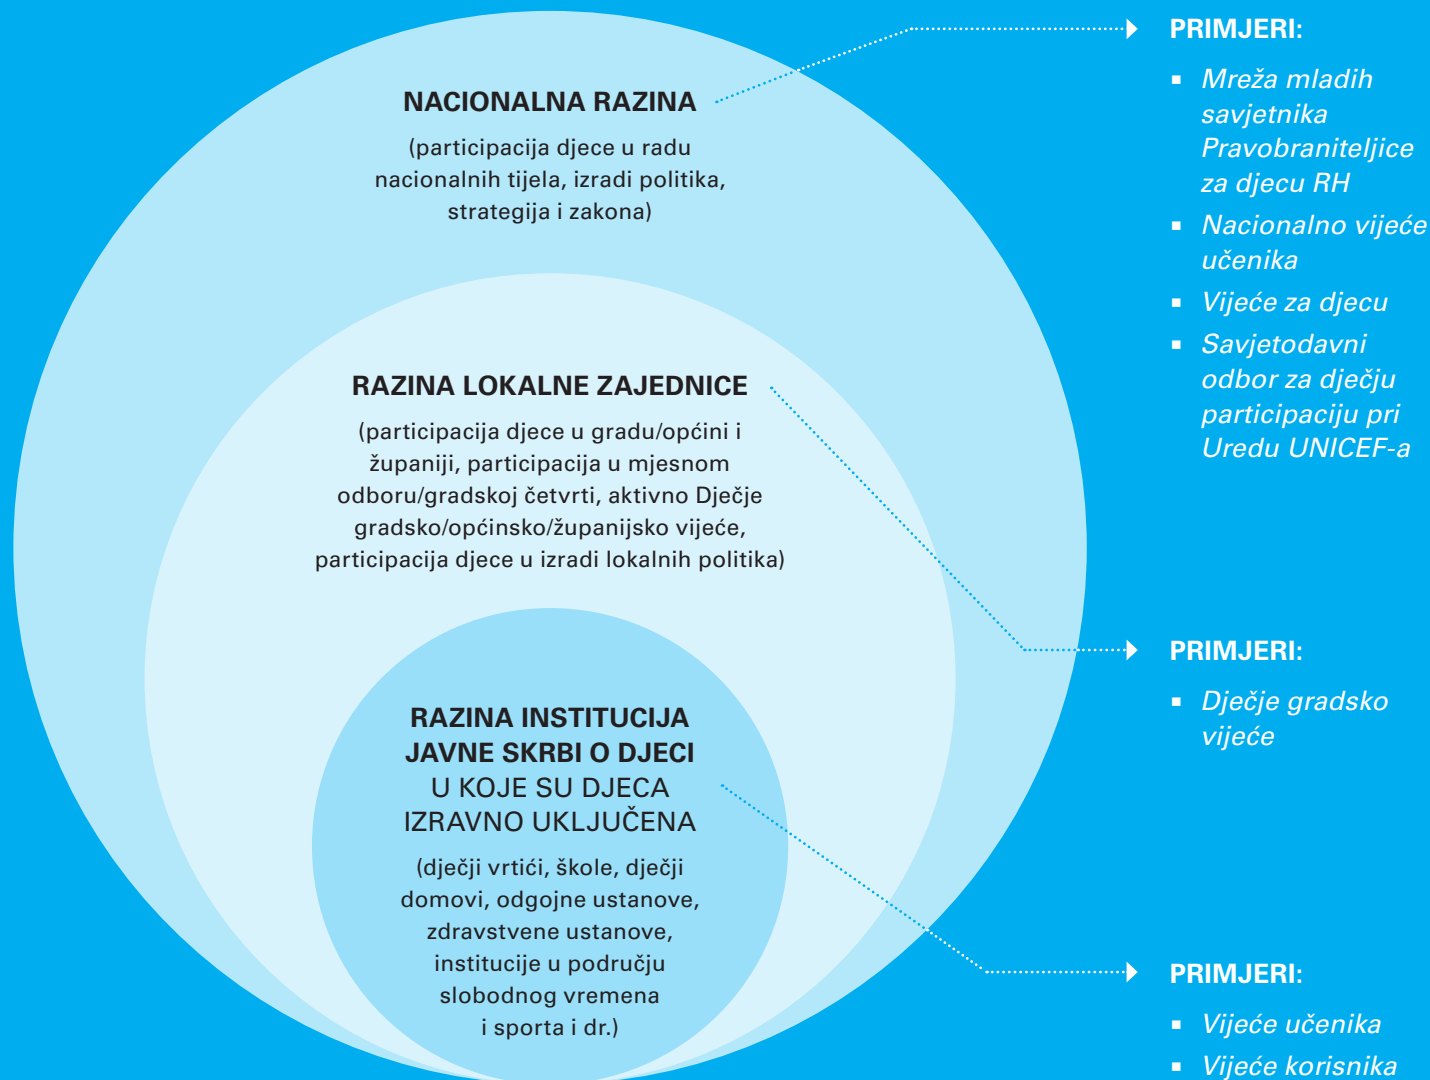 NACIONALNA RAZINA
(participacija djece u radu
nacionalnih tijela, izradi politika,
strategija i zakona)
PRIMJERI:
▪ Mreža mladih
savjetnika
Pravobraniteljice
za djecu RH
▪ Nacionalno vijeće
učenika
▪ Vijeće za djecu
▪ Savjetodavni
odbor za dječju
participaciju pri
Uredu UNICEF-a
RAZINA LOKALNE ZAJEDNICE
(participacija djece u gradu/općini i
županiji, participacija u mjesnom
odboru/gradskoj četvrti, aktivno Dječje
gradsko/općinsko/županijsko vijeće,
participacija djece u izradi lokalnih politika)
PRIMJERI:
▪ Dječje gradsko
vijeće
RAZINA INSTITUCIJA
JAVNE SKRBI O DJECI
U KOJE SU DJECA
IZRAVNO UKLJUČENA
(dječji vrtići, škole, dječji
domovi, odgojne ustanove,
zdravstvene ustanove,
institucije u području
slobodnog vremena
i sporta i dr.)
PRIMJERI:
▪ Vijeće učenika
▪ Vijeće korisnika